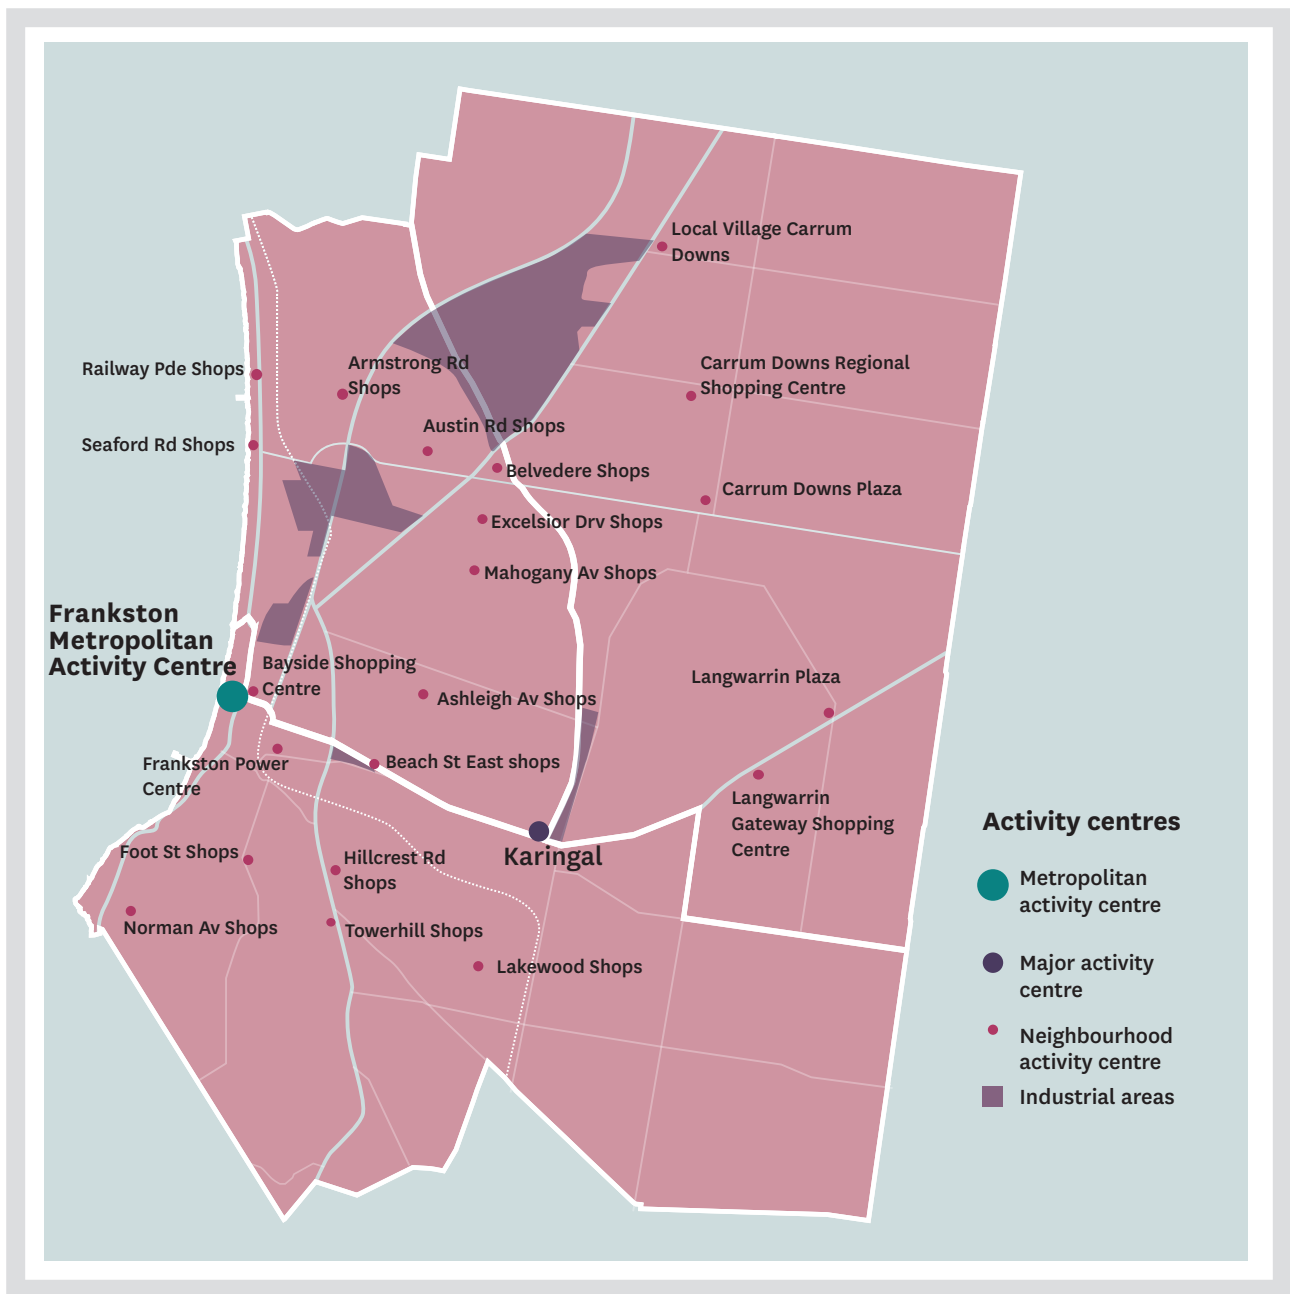 Local Village Carrum
Downs
Railway Pde Shops
Armstrong Rd
Shops
Carrum Downs Regional
Shopping Centre
Seaford Rd Shops
Austin Rd Shops
Belvedere Shops
Carrum Downs Plaza
Excelsior Drv Shops
Mahogany Av Shops
Frankston
Metropolitan
Activity Centre
Bayside Shopping
Centre
Ashleigh Av Shops
Langwarrin Plaza
Frankston Power
Centre
Beach St East shops
Langwarrin
Gateway Shopping
Centre
Karingal
Foot St Shops
Hillcrest Rd
Shops
Norman Av Shops
Towerhill Shops
Lakewood Shops
Activity centres
Metropolitan
activity centre
Major activity
centre
Neighbourhood
activity centre
Industrial areas